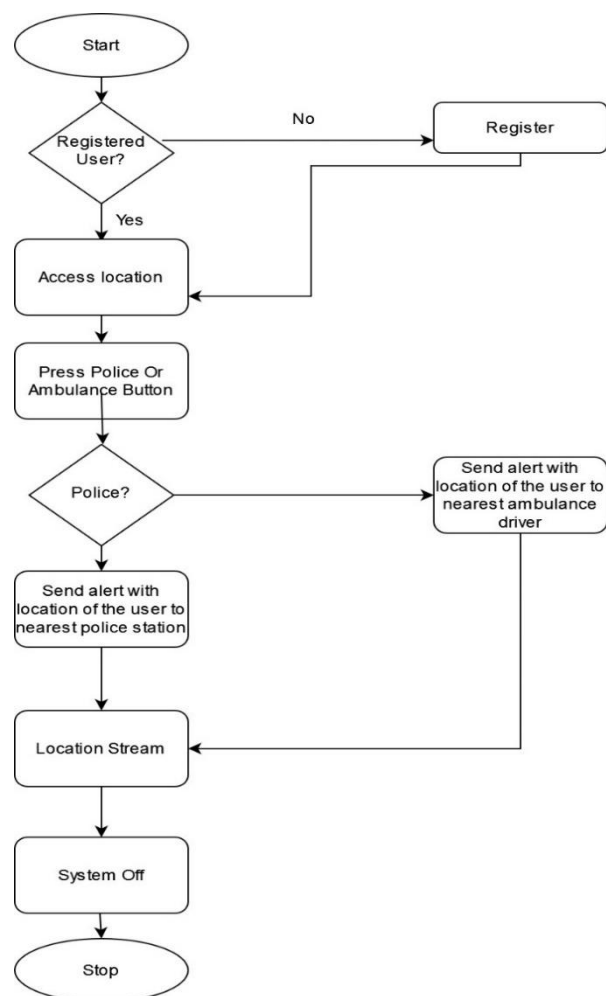 Start
Registered
User?
No
Register
Yes
Access location
Press Police Or
Ambulance Button
Police?
Send alert with
location of the user to
nearest ambulance
driver
Send alert with
location of the user to
nearest police station
Location Stream
System Off
Stop